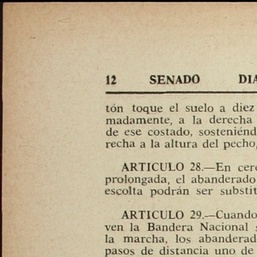 12 SENADO DIA
tón toque el suelo a diez
madamente, a la derecha
de ese costado, sosteniénd
recha a la altura del pecho,
ARTICULO 28.—En cere
prolongada, el abanderado
escolta podrán ser substit
ARTICULO 29.—Cuando
ven la Bandera Nacional s
la marcha, los abanderad
pasos de distancia uno de